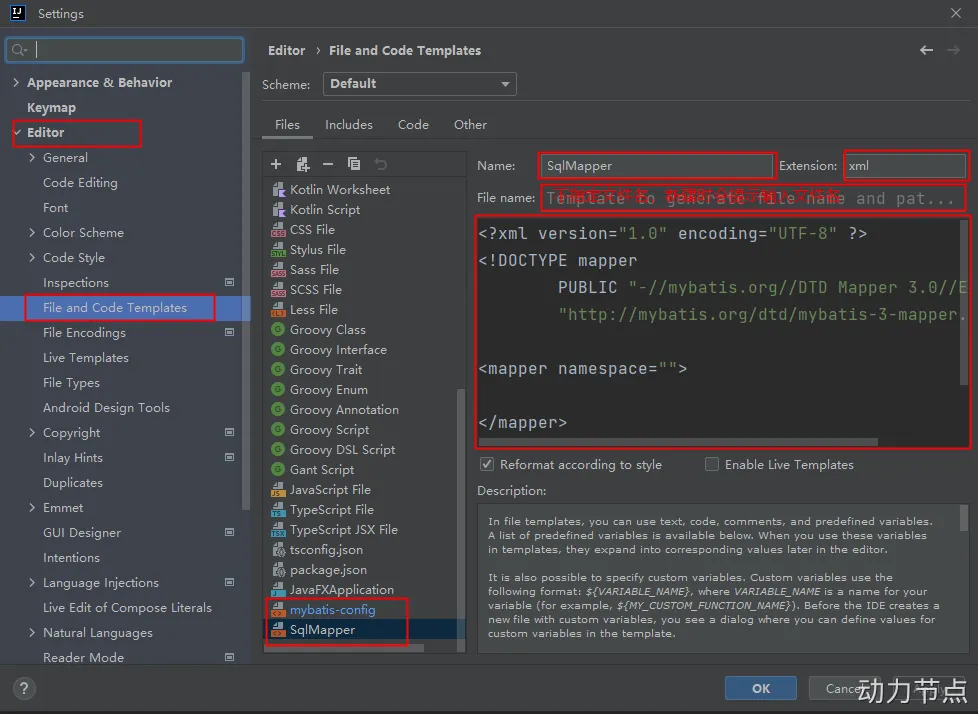 Settings
Appearance & Behavior
Keymap
Editor
General
Code Editing
Font
Color Scheme
Code Style
Inspections
File and Code Templates
File Encodings
Live Templates
File Types
Android Design Tools
Copyright
Inlay Hints
Duplicates
Emmet
GUI Designer
Intentions
Language Injections
Live Edit of Compose Literals
Natural Languages
Reader Mode
Editor › File and Code Templates
Scheme: Default
Files Includes Code Other
Kotlin Worksheet
Kotlin Script
CSS File
Stylus File
Sass File
SCSS File
Less File
Groovy Class
Groovy Interface
Groovy Trait
Groovy Enum
Groovy Annotation
Groovy Script
Groovy DSL Script
Gant Script
JavaScript File
TypeScript File
TypeScript JSX File
tsconfig.json
package.json
JavaFXApplication
mybatis-config
SqlMapper
Name: SqlMapper Extension: xml
File name: Template to generate file name and pat...
<?xml version="1.0" encoding="UTF-8" ?>
<!DOCTYPE mapper
PUBLIC "-//mybatis.org//DTD Mapper 3.0//E
"http://mybatis.org/dtd/mybatis-3-mapper.
<mapper namespace="">
</mapper>
Reformat according to style Enable Live Templates
Description:
In file templates, you can use text, code, comments, and predefined variables.
A list of predefined variables is available below. When you use these variables
in templates, they expand into corresponding values later in the editor.
It is also possible to specify custom variables. Custom variables use the
following format: ${VARIABLE_NAME}, where VARIABLE_NAME is a name for your
variable (for example, ${MY_CUSTOM_FUNCTION_NAME}). Before the IDE creates a
new file with custom variables, you see a dialog where you can define values for
custom variables in the template.
? OK Cancel
动力节点